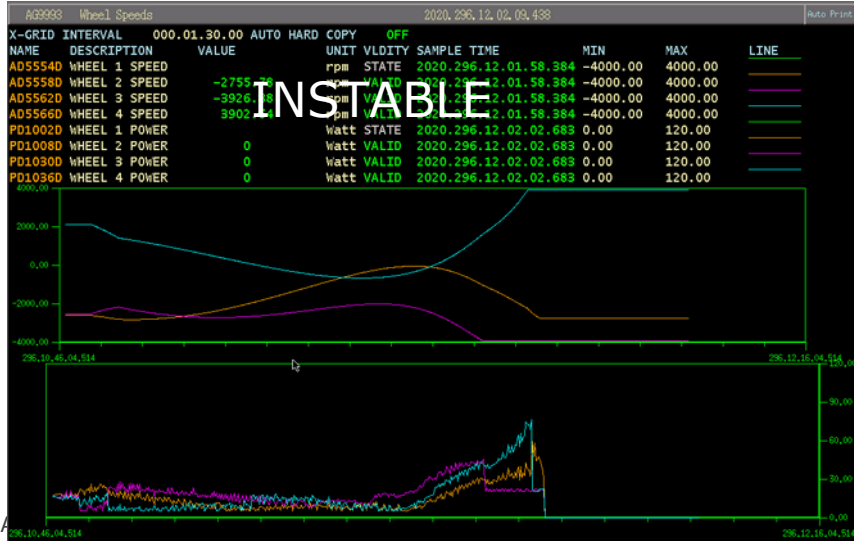 AG9993 Wheel Speeds 2020.296.12.02.09.438 Auto Print
X-GRID INTERVAL 000.01.30.00 AUTO HARD COPY OFF
NAME DESCRIPTION VALUE UNIT VLDITY SAMPLE TIME MIN MAX LINE
AD5554D WHEEL 1 SPEED rpm STATE 2020.296.12.01.58.384 -4000.00 4000.00
AD5558D WHEEL 2 SPEED -2755.78 rpm VALID 2020.296.12.01.58.384 -4000.00 4000.00
INSTABLE
AD5562D WHEEL 3 SPEED rpm VALID 2020.296.12.01.58.384 -4000.00 4000.00
AD5566D WHEEL 4 SPEED rpm VALID 2020.296.12.01.58.384 -4000.00 4000.00
PD1002D WHEEL 1 POWER Watt STATE 2020.296.12.02.02.683 0.00 120.00
PD1008D WHEEL 2 POWER 0 Watt VALID 2020.296.12.02.02.683 0.00 120.00
PD1030D WHEEL 3 POWER 0 Watt VALID 2020.296.12.02.02.683 0.00 120.00
PD1036D WHEEL 4 POWER 0 Watt VALID 2020.296.12.02.02.683 0.00 120.00
4000,00
2000,00
0,00
-2000,00
-4000,00
296.10.46.04.514 296.12.16.04.514
120,00
90,00
60,00
30,00
0,00
296.10.46.04.514 296.12.16.04.514